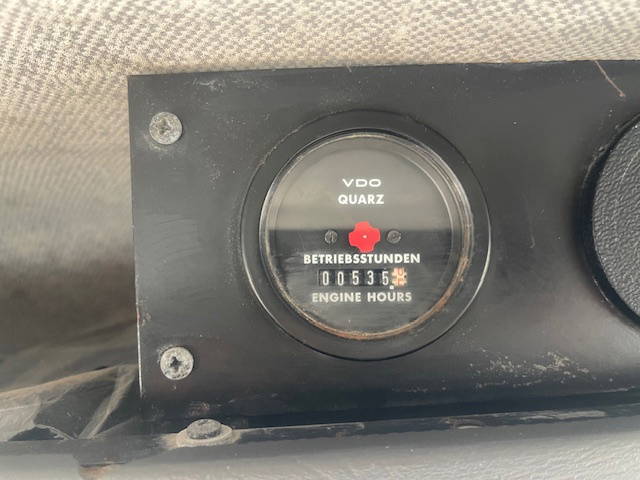 VDO
QUARZ
BETRIEBSSTUNDEN
00535
ENGINE HOURS